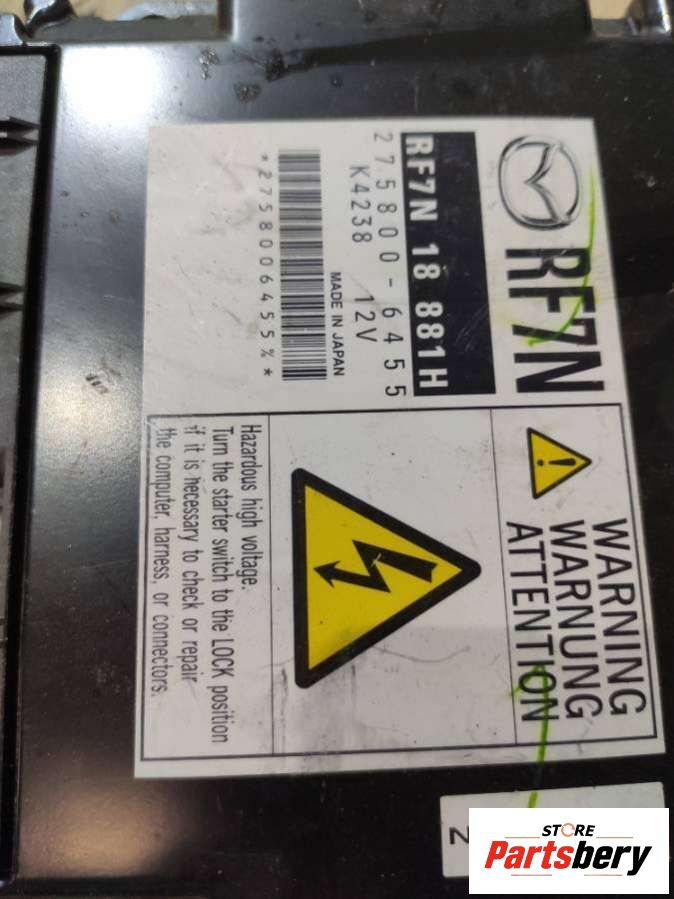 RF7N
RF7N 18 881H
275800-6455
K4238 12V
MADE IN JAPAN
*2758006455%*
WARNING
WARNUNG
ATTENTION
Hazardous high voltage.
Turn the starter switch to the LOCK position
if it is necessary to check or repair
the computer, harness, or connectors.
Z
STORE
Partsbery